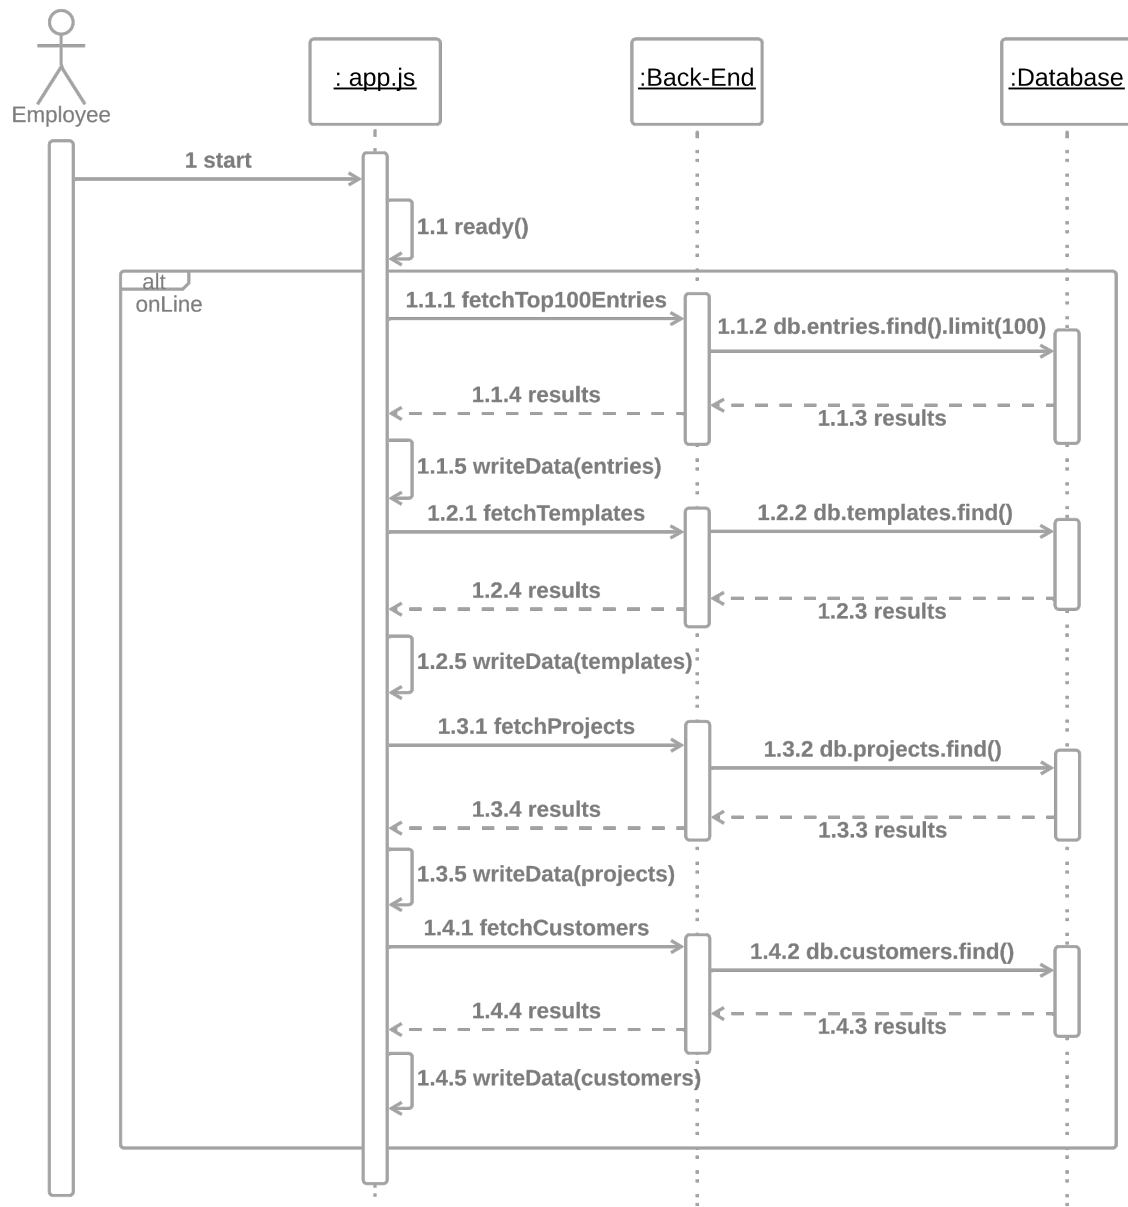 Employee
: app.js
:Back-End
:Database
1 start
1.1 ready()
alt
onLine
1.1.1 fetchTop100Entries
1.1.2 db.entries.find().limit(100)
1.1.4 results
1.1.3 results
1.1.5 writeData(entries)
1.2.1 fetchTemplates
1.2.2 db.templates.find()
1.2.4 results
1.2.3 results
1.2.5 writeData(templates)
1.3.1 fetchProjects
1.3.2 db.projects.find()
1.3.4 results
1.3.3 results
1.3.5 writeData(projects)
1.4.1 fetchCustomers
1.4.2 db.customers.find()
1.4.4 results
1.4.3 results
1.4.5 writeData(customers)